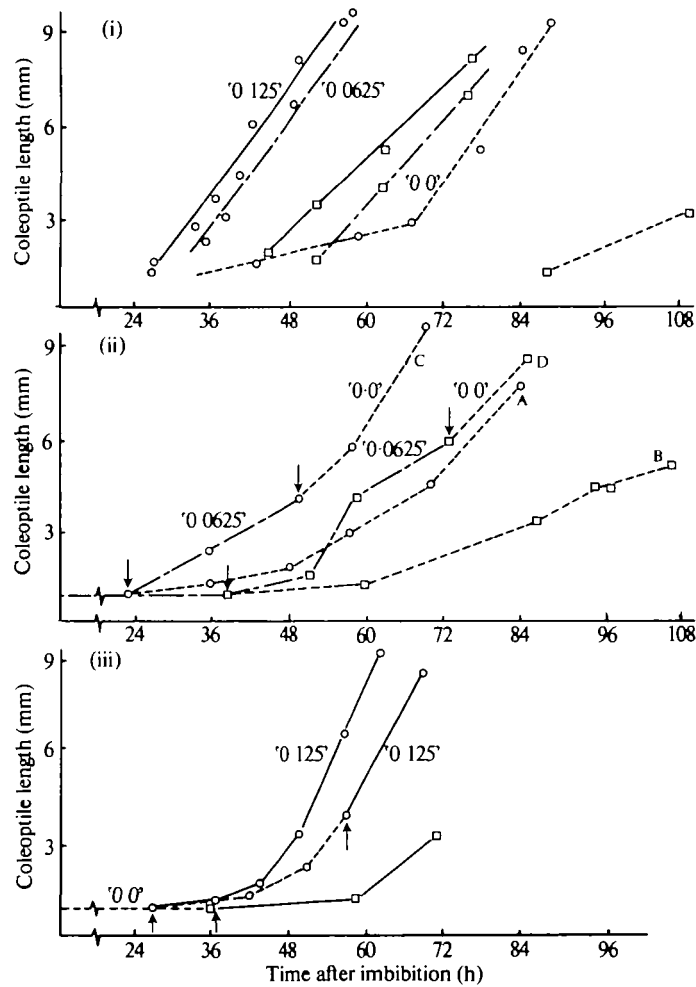 (i)
9
6
3
Coleoptile length (mm)
'0 125'
'0 0625'
'0 0'
24 36 48 60 72 84 96 108
(ii)
9
6
3
Coleoptile length (mm)
'0 0625'
'0·0'
C
'0·0625'
'0 0'
D
A
B
24 36 48 60 72 84 96 108
(iii)
9
6
3
Coleoptile length (mm)
'0 0'
'0 125'
'0 125'
24 36 48 60 72 84 96 108
Time after imbibition (h)